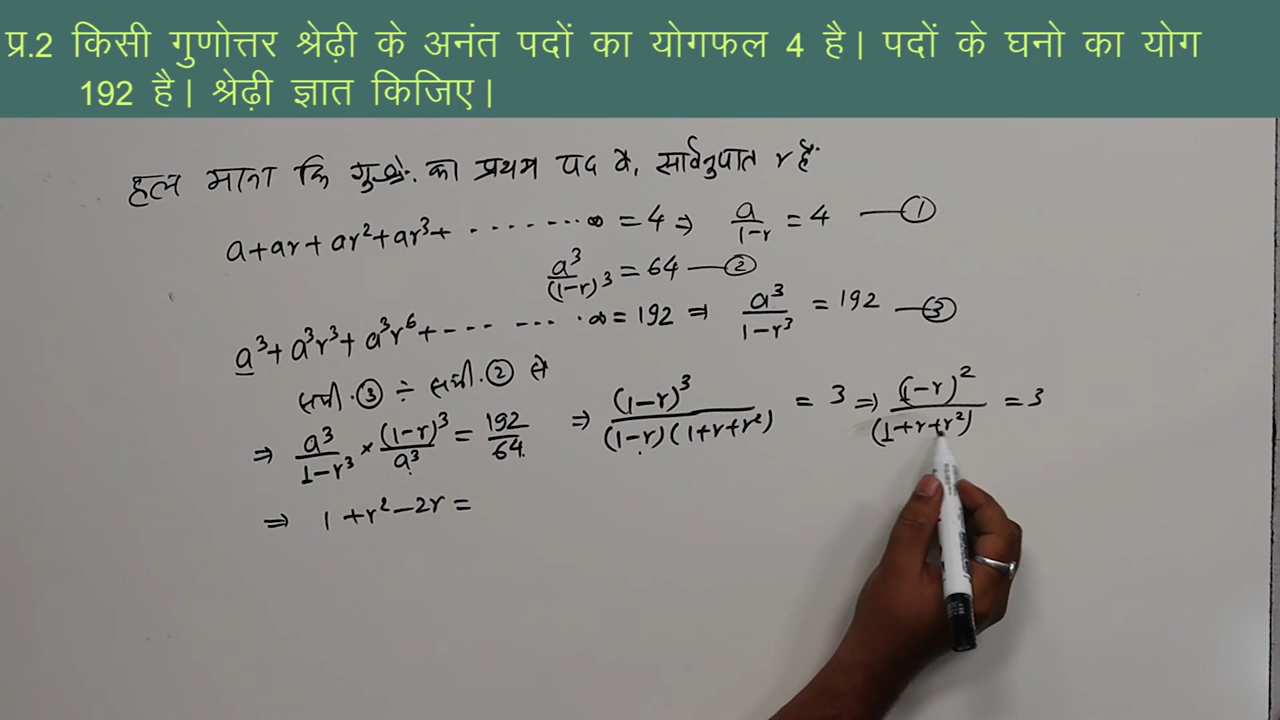 प्र.2 किसी गुणोत्तर श्रेढ़ी के अनंत पदों का योगफल 4 है। पदों के घनो का योग
192 है। श्रेढ़ी ज्ञात किजिए।
हल माना कि गु०श्रे. का प्रथम पद a, सार्वनुपात r है
a+ar+ar²+ar³+ - - - - - - - ∞ = 4 ⇒ a/(1-r) = 4 —①
a³/(1-r)³ = 64 —②
a³+a³r³+a³r⁶+ - - - - - - - ∞ = 192 ⇒ a³/(1-r³) = 192 —③
समी.③ ÷ समी.② से
⇒ a³/(1-r³) × (1-r)³/a³ = 192/64 ⇒ (1-r)³/((1-r)(1+r+r²)) = 3 ⇒ (1-r)²/(1+r+r²) = 3
⇒ 1+r²-2r =